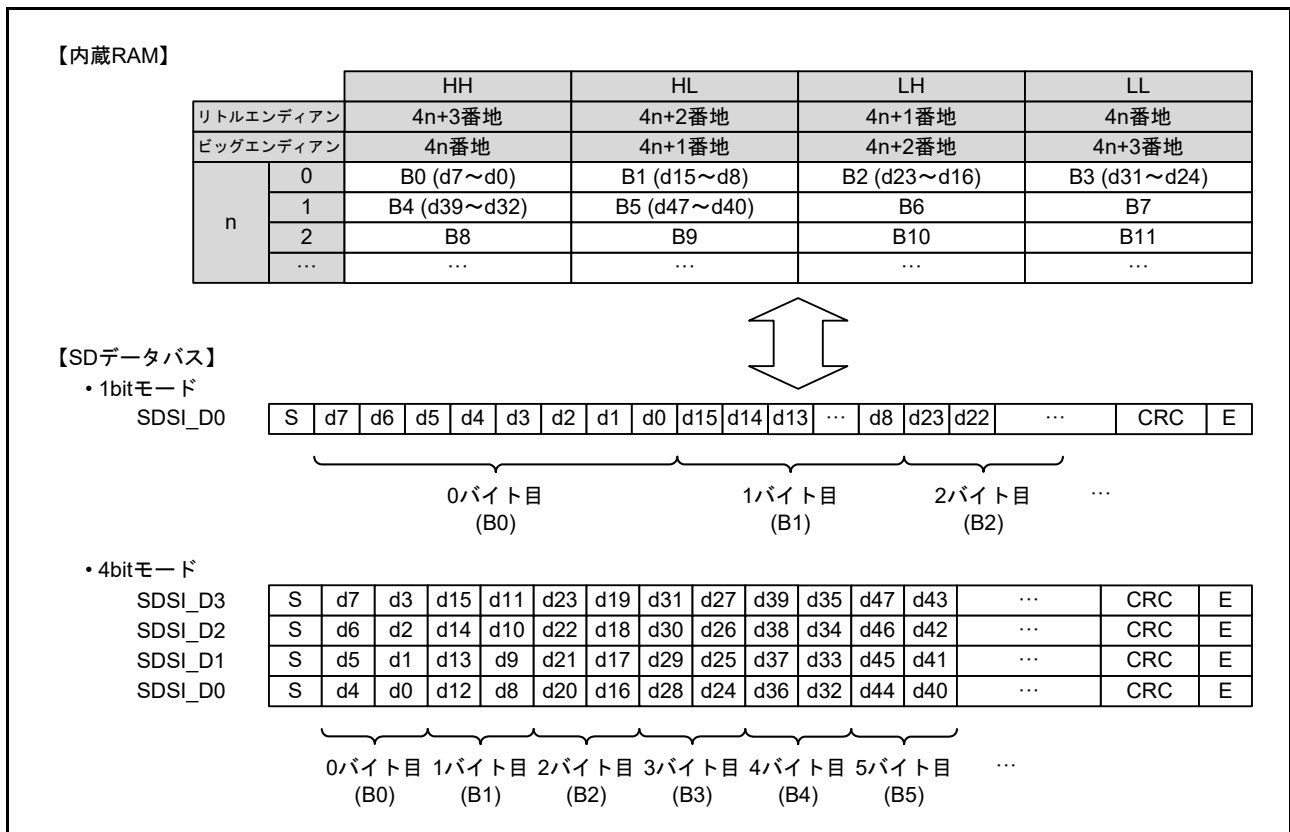 【内蔵RAM】
HH HL LH LL
リトルエンディアン 4n+3番地 4n+2番地 4n+1番地 4n番地
ビッグエンディアン 4n番地 4n+1番地 4n+2番地 4n+3番地
n
0 B0 (d7～d0) B1 (d15～d8) B2 (d23～d16) B3 (d31～d24)
1 B4 (d39～d32) B5 (d47～d40) B6 B7
2 B8 B9 B10 B11
… … … … …
【SDデータバス】
• 1bitモード
SDSI_D0 S d7 d6 d5 d4 d3 d2 d1 d0 d15 d14 d13 … d8 d23 d22 … CRC E
0バイト目 1バイト目 2バイト目 …
(B0) (B1) (B2)
• 4bitモード
SDSI_D3 S d7 d3 d15 d11 d23 d19 d31 d27 d39 d35 d47 d43 … CRC E
SDSI_D2 S d6 d2 d14 d10 d22 d18 d30 d26 d38 d34 d46 d42 … CRC E
SDSI_D1 S d5 d1 d13 d9 d21 d17 d29 d25 d37 d33 d45 d41 … CRC E
SDSI_D0 S d4 d0 d12 d8 d20 d16 d28 d24 d36 d32 d44 d40 … CRC E
0バイト目 1バイト目 2バイト目 3バイト目 4バイト目 5バイト目 …
(B0) (B1) (B2) (B3) (B4) (B5)